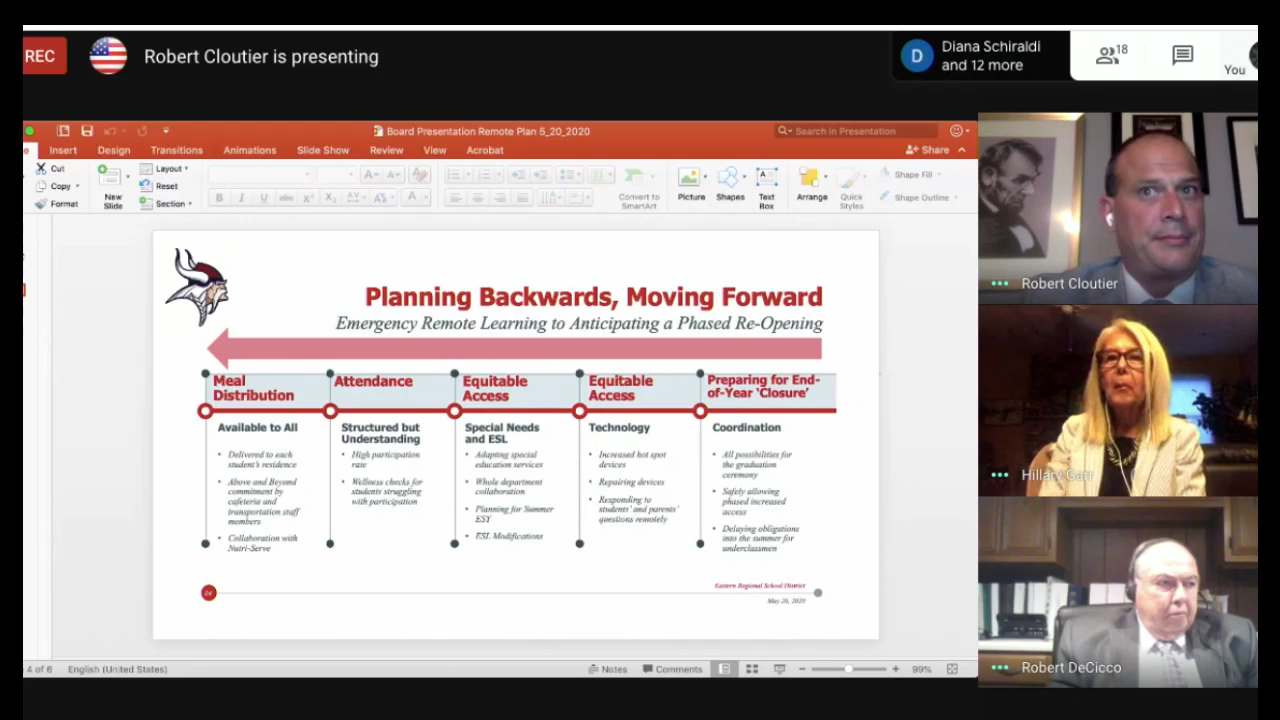 REC
Robert Cloutier is presenting
D
Diana Schiraldi
and 12 more
18
You
Board Presentation Remote Plan 5_20_2020
Search in Presentation
Insert
Design
Transitions
Animations
Slide Show
Review
View
Acrobat
Share
Cut
Copy
Format
New
Slide
Layout
Reset
Section
B I U abc X² X₂ AV Aa A
Convert to
SmartArt
Picture
Shapes
Text
Box
Arrange
Quick
Styles
Shape Fill
Shape Outline
Planning Backwards, Moving Forward
Emergency Remote Learning to Anticipating a Phased Re-Opening
Meal
Distribution
Available to All
• Delivered to each
student's residence
• Above and Beyond
commitment by
cafeteria and
transportation staff
members
• Collaboration with
Nutri-Serve
Attendance
Structured but
Understanding
• High participation
rate
• Wellness checks for
students struggling
with participation
Equitable
Access
Special Needs
and ESL
• Adapting special
education services
• Whole department
collaboration
• Planning for Summer
ESY
• ESL Modifications
Equitable
Access
Technology
• Increased hot spot
devices
• Repairing devices
• Responding to
students' and parents'
questions remotely
Preparing for End-
of-Year 'Closure'
Coordination
• All possibilities for
the graduation
ceremony
• Safely allowing
phased increased
access
• Delaying obligations
into the summer for
underclassmen
04
Eastern Regional School District
May 20, 2020
4 of 6
English (United States)
Notes
Comments
99%
Robert Cloutier
Hillary Garr
Robert DeCicco